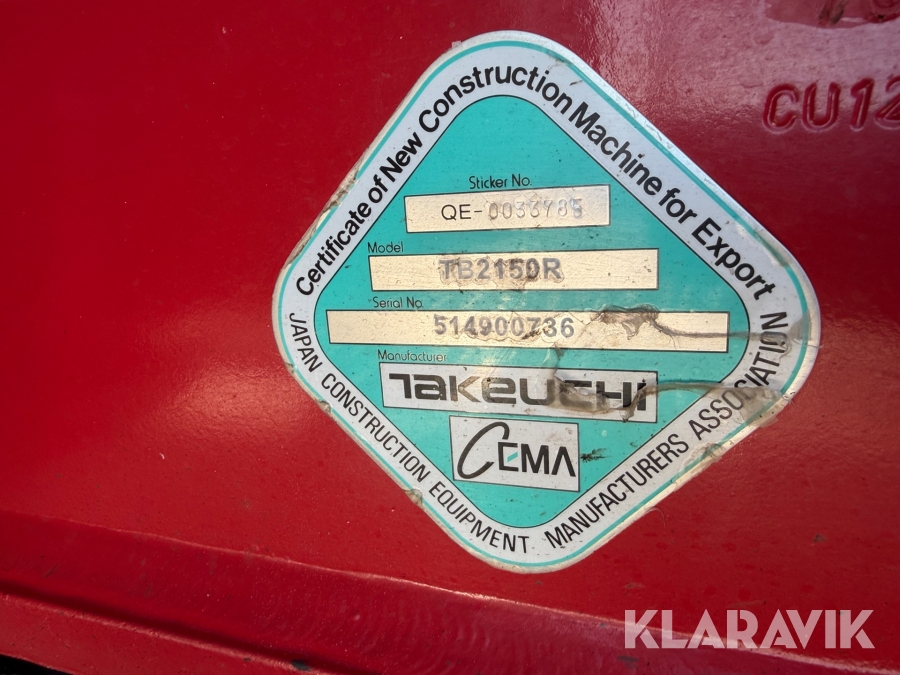 CU12
Certificate of New Construction Machine for Export
Sticker No.
QE-0033785
Model
TB2150R
Serial No.
514900736
Manufacturer
TAKEUCHI
CEMA
JAPAN CONSTRUCTION EQUIPMENT MANUFACTURERS ASSOCIATION
KLARAVIK